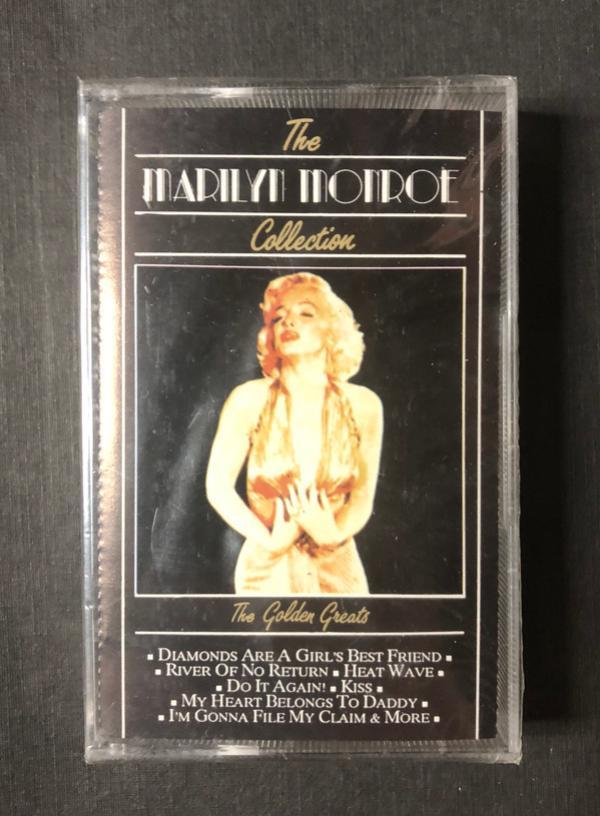 The
MARILYN MONROE
Collection
The Golden Greats
▪ DIAMONDS ARE A GIRL'S BEST FRIEND ▪
▪ RIVER OF NO RETURN ▪ HEAT WAVE ▪
▪ DO IT AGAIN! ▪ KISS ▪
▪ MY HEART BELONGS TO DADDY ▪
▪ I'M GONNA FILE MY CLAIM & MORE ▪